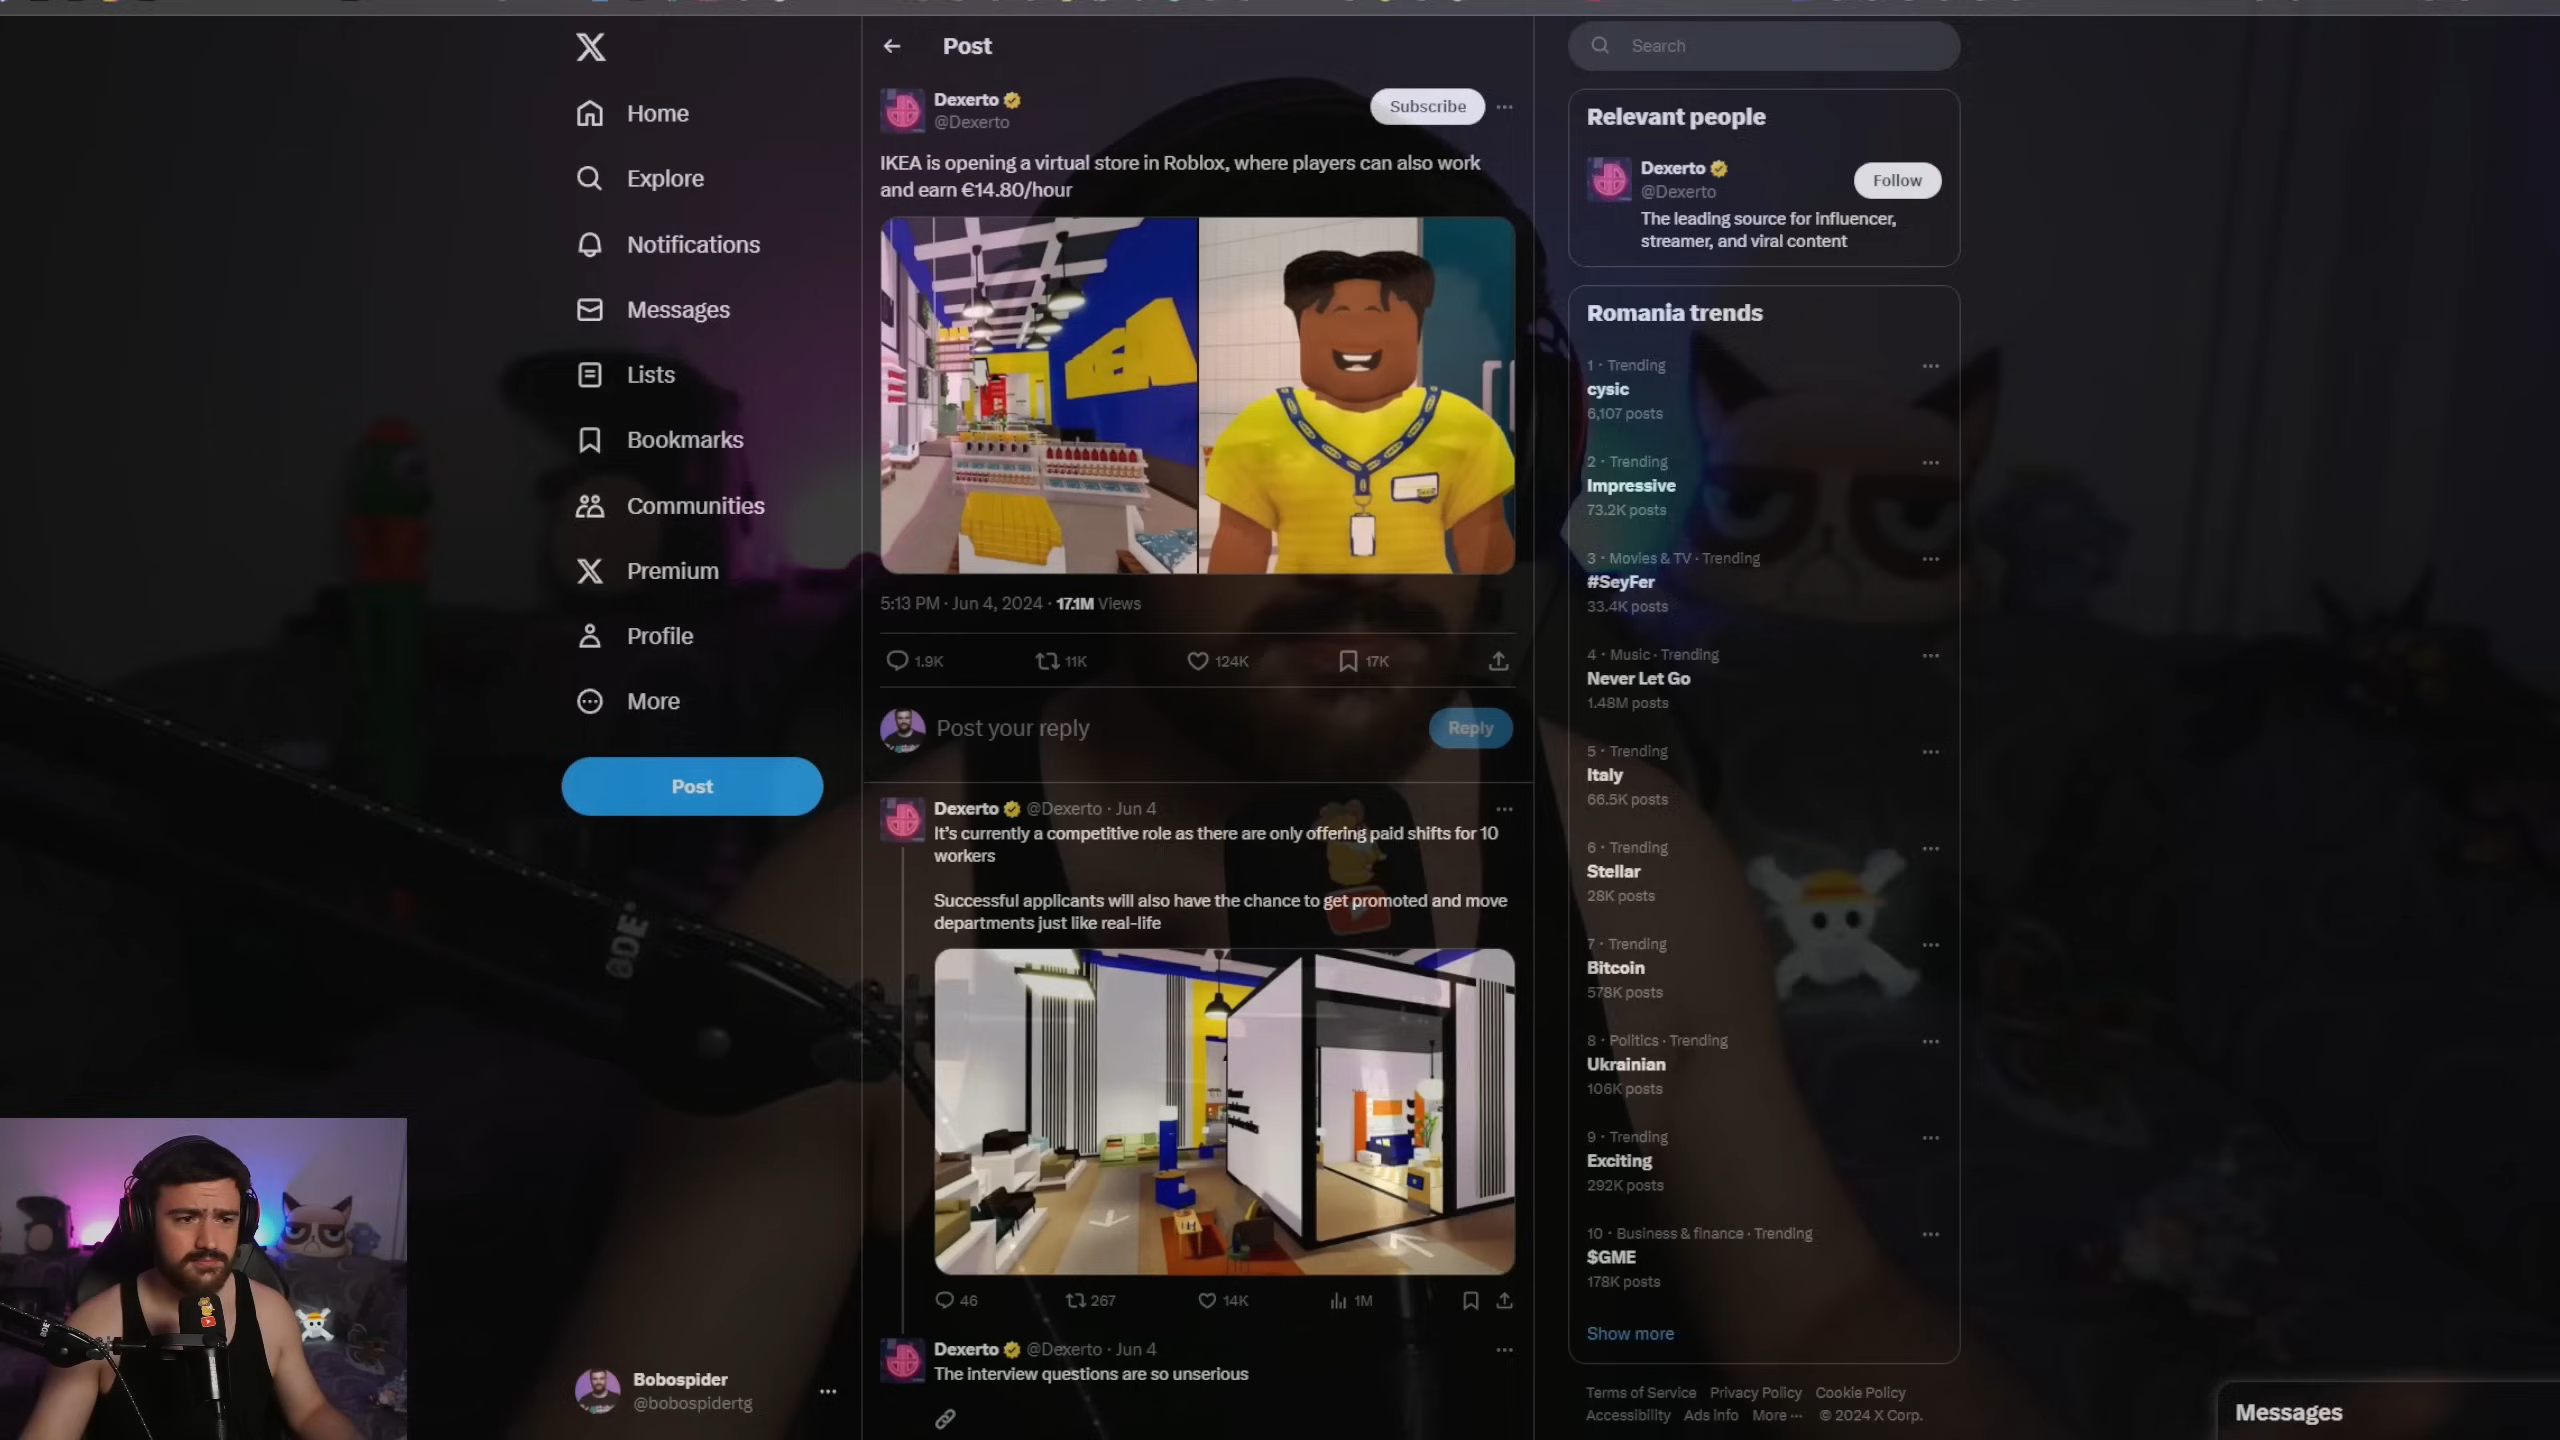 Home
Explore
Notifications
Messages
Lists
Bookmarks
Communities
Premium
Profile
More
Post
Bobospider
@bobospidertg
Post
Dexerto
@Dexerto
Subscribe
IKEA is opening a virtual store in Roblox, where players can also work
and earn €14.80/hour
IKEA
5:13 PM · Jun 4, 2024 · 17.1M Views
1.9K 11K 124K 17K
Post your reply
Reply
Dexerto @Dexerto · Jun 4
It's currently a competitive role as there are only offering paid shifts for 10
workers
Successful applicants will also have the chance to get promoted and move
departments just like real-life
46 267 14K 1M
Dexerto @Dexerto · Jun 4
The interview questions are so unserious
Search
Relevant people
Dexerto
@Dexerto
Follow
The leading source for influencer,
streamer, and viral content
Romania trends
1 · Trending
cysic
6,107 posts
2 · Trending
Impressive
73.2K posts
3 · Movies & TV · Trending
#SeyFer
33.4K posts
4 · Music · Trending
Never Let Go
1.48M posts
5 · Trending
Italy
66.5K posts
6 · Trending
Stellar
28K posts
7 · Trending
Bitcoin
578K posts
8 · Politics · Trending
Ukrainian
106K posts
9 · Trending
Exciting
292K posts
10 · Business & finance · Trending
$GME
178K posts
Show more
Terms of Service Privacy Policy Cookie Policy
Accessibility Ads info More ··· © 2024 X Corp.
Messages